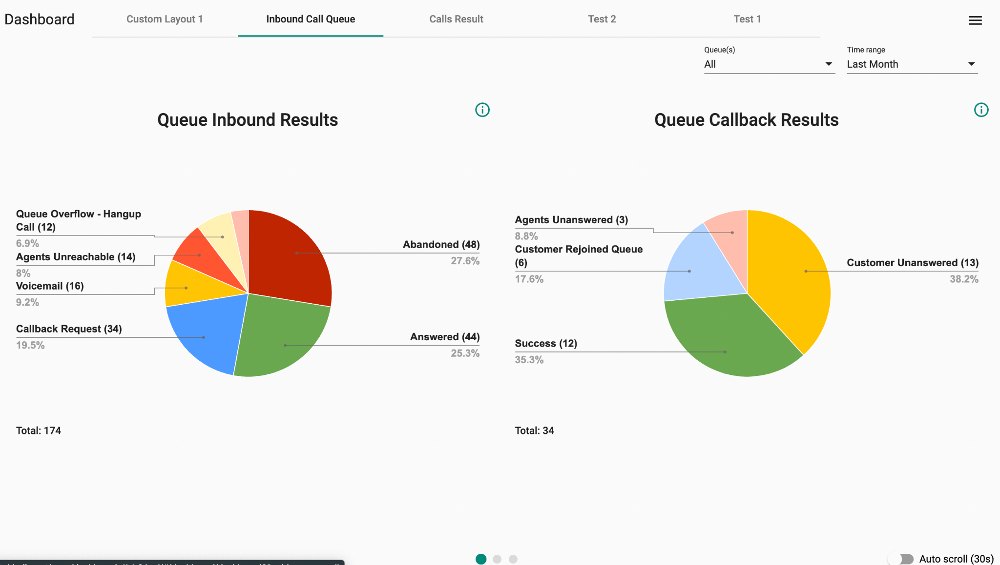 Dashboard
Custom Layout 1
Inbound Call Queue
Calls Result
Test 2
Test 1
Queue(s)
All
Time range
Last Month
Queue Inbound Results
Queue Overflow - Hangup
Call (12)
6.9%
Agents Unreachable (14)
8%
Voicemail (16)
9.2%
Callback Request (34)
19.5%
Abandoned (48)
27.6%
Answered (44)
25.3%
Total: 174
Queue Callback Results
Agents Unanswered (3)
8.8%
Customer Rejoined Queue
(6)
17.6%
Success (12)
35.3%
Customer Unanswered (13)
38.2%
Total: 34
Auto scroll (30s)